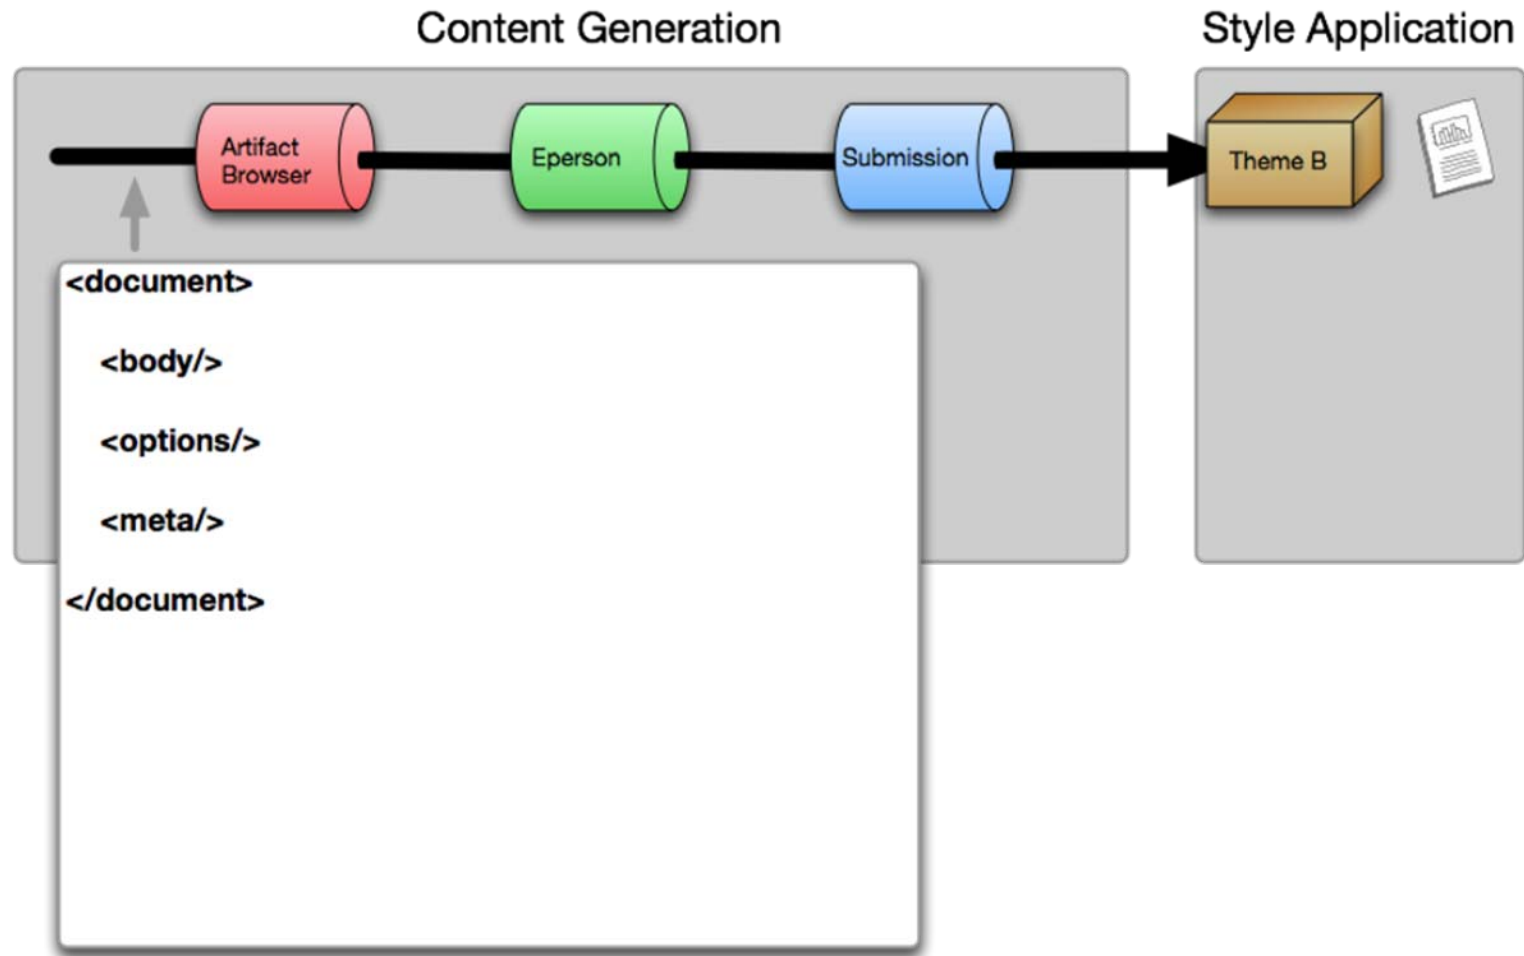 Content Generation
Style Application
Artifact
Browser
Eperson
Submission
Theme B
<document>
<body/>
<options/>
<meta/>
</document>